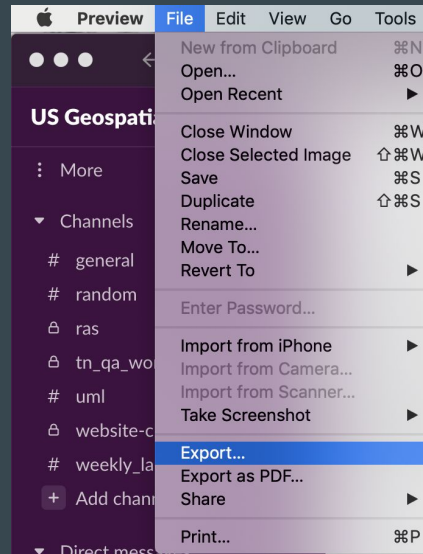 Preview File Edit View Go Tools
New from Clipboard ⌘N
Open... ⌘O
Open Recent
US Geospati
Close Window ⌘W
Close Selected Image ⇧⌘W
More
Save ⌘S
Duplicate ⇧⌘S
Channels
Rename...
Move To...
# general
Revert To
# random
Enter Password...
ras
Import from iPhone
tn_qa_wo
Import from Camera...
Import from Scanner...
# uml
Take Screenshot
website-c
Export...
# weekly_la
Export as PDF...
+ Add chan
Share
Print... ⌘P
Direct mess